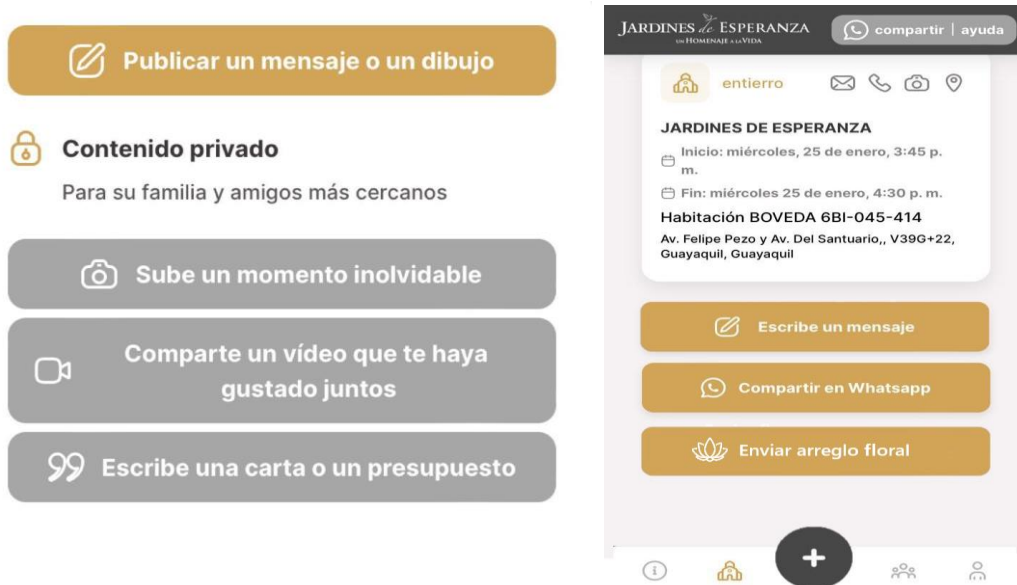 Publicar un mensaje o un dibujo
Contenido privado
Para su familia y amigos más cercanos
Sube un momento inolvidable
Comparte un vídeo que te haya
gustado juntos
Escribe una carta o un presupuesto
JARDINES de ESPERANZA
UN HOMENAJE A LA VIDA
compartir | ayuda
entierro
JARDINES DE ESPERANZA
Inicio: miércoles, 25 de enero, 3:45 p.
m.
Fin: miércoles 25 de enero, 4:30 p. m.
Habitación BOVEDA 6BI-045-414
Av. Felipe Pezo y Av. Del Santuario,, V39G+22,
Guayaquil, Guayaquil
Escribe un mensaje
Compartir en Whatsapp
Enviar arreglo floral